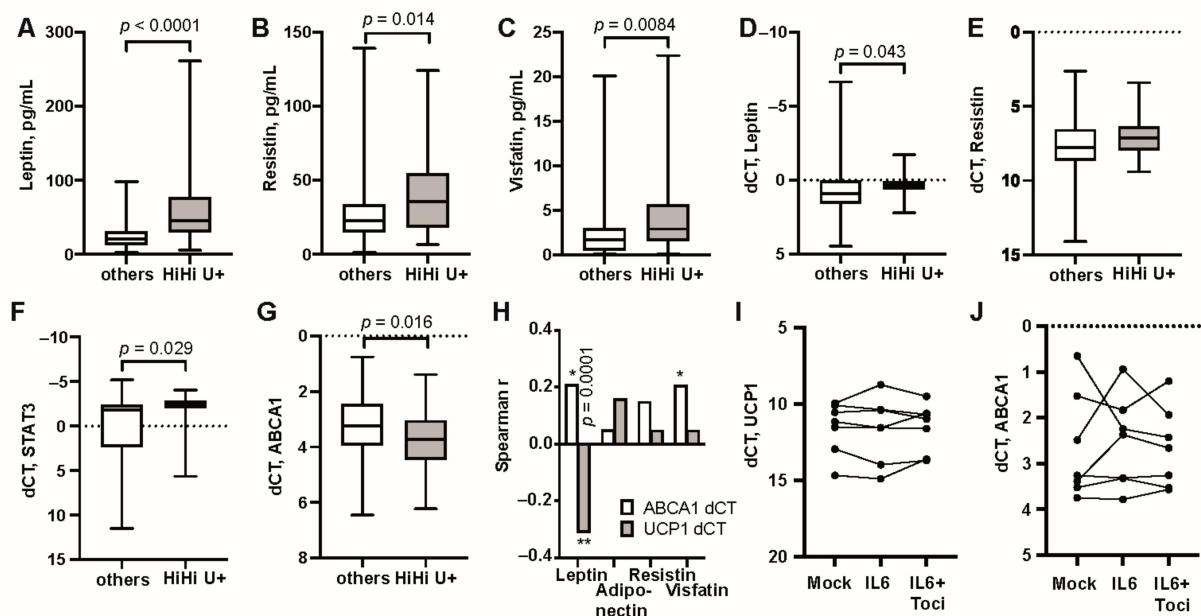 A
p < 0.0001
300
200
100
50
0
Leptin, pg/mL
others HiHi U+
B
p = 0.014
150
100
50
0
Resistin, pg/mL
others HiHi U+
C
p = 0.0084
25
20
15
10
5
0
Visfatin, pg/mL
others HiHi U+
D
–10
p = 0.043
–5
0
5
dCT, Leptin
others HiHi U+
E
0
5
10
15
dCT, Resistin
others HiHi U+
F
–10
p = 0.029
–5
0
5
10
15
dCT, STAT3
others HiHi U+
G
0
p = 0.016
2
4
6
8
dCT, ABCA1
others HiHi U+
H
0.4
0.2
0.0
–0.2
–0.4
Spearman r
*
p = 0.0001
*
**
ABCA1 dCT
UCP1 dCT
Leptin Resistin
Adipo- Visfatin
nectin
I
5
10
15
20
dCT, UCP1
Mock IL6 IL6+
Toci
J
0
1
2
3
4
5
dCT, ABCA1
Mock IL6 IL6+
Toci